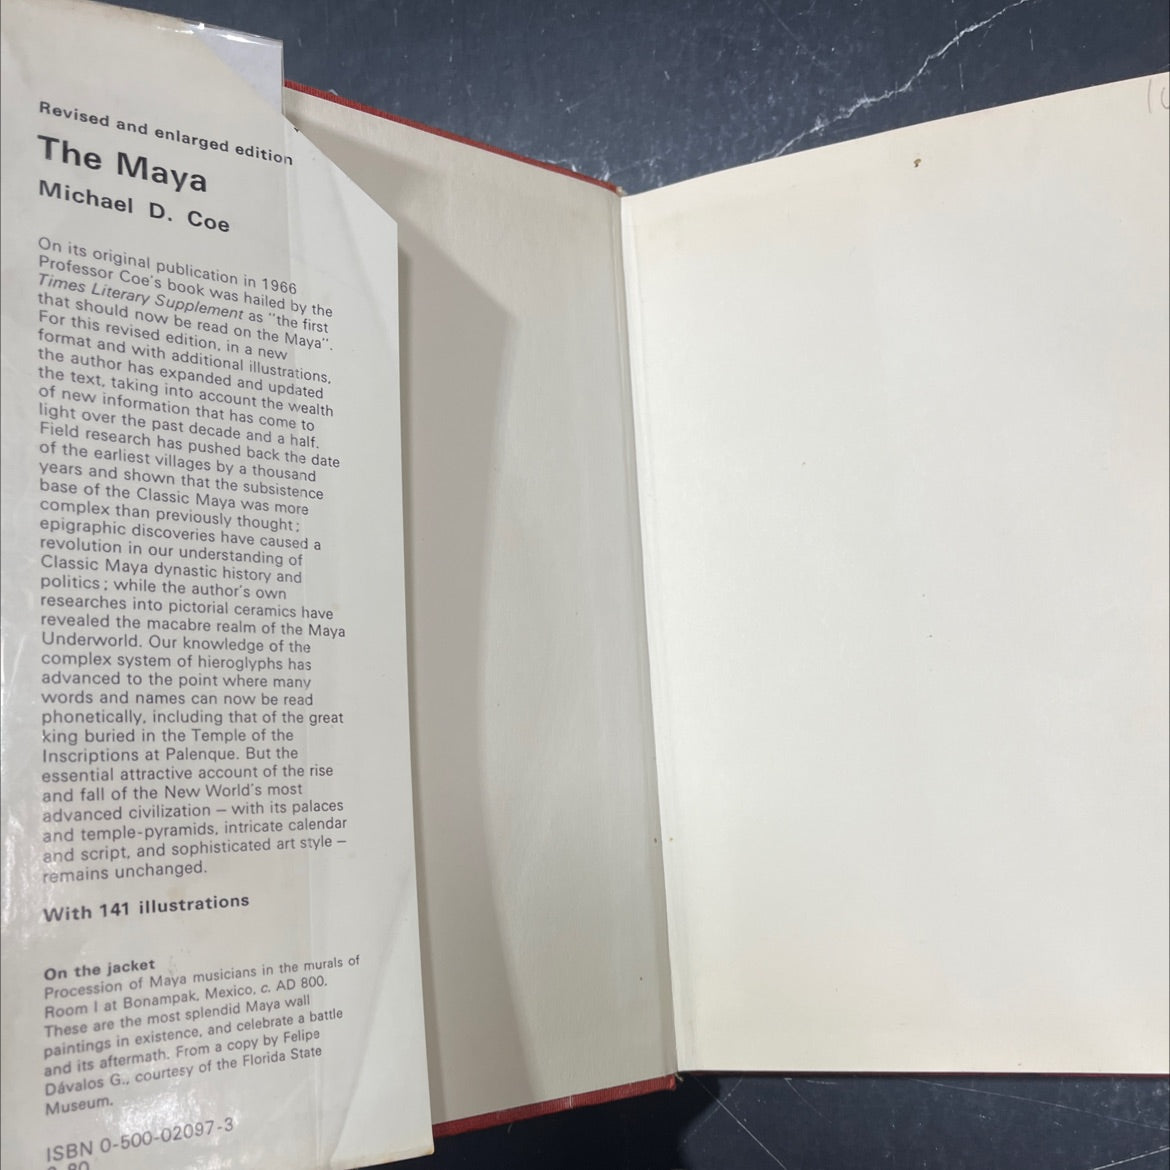 Revised and enlarged edition
The Maya
Michael D. Coe
On its original publication in 1966
Professor Coe's book was hailed by the
Times Literary Supplement as "the first
that should now be read on the Maya".
For this revised edition, in a new
format and with additional illustrations,
the author has expanded and updated
the text, taking into account the wealth
of new information that has come to
light over the past decade and a half.
Field research has pushed back the date
of the earliest villages by a thousand
years and shown that the subsistence
base of the Classic Maya was more
complex than previously thought;
epigraphic discoveries have caused a
revolution in our understanding of
Classic Maya dynastic history and
politics; while the author's own
researches into pictorial ceramics have
revealed the macabre realm of the Maya
Underworld. Our knowledge of the
complex system of hieroglyphs has
advanced to the point where many
words and names can now be read
phonetically, including that of the great
king buried in the Temple of the
Inscriptions at Palenque. But the
essential attractive account of the rise
and fall of the New World's most
advanced civilization – with its palaces
and temple-pyramids, intricate calendar
and script, and sophisticated art style –
remains unchanged.
With 141 illustrations
On the jacket
Procession of Maya musicians in the murals of
Room I at Bonampak, Mexico, c. AD 800.
These are the most splendid Maya wall
paintings in existence, and celebrate a battle
and its aftermath. From a copy by Felipe
Dávalos G., courtesy of the Florida State
Museum.
ISBN 0-500-02097-3